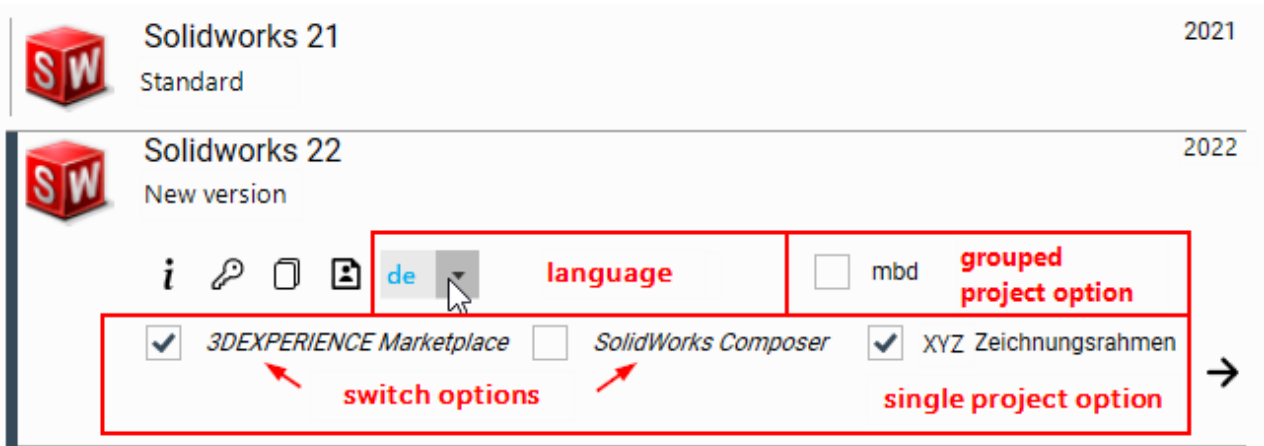 Solidworks 21 2021
SW Standard
Solidworks 22 2022
SW New version
i de language mbd grouped
project option
3DEXPERIENCE Marketplace SolidWorks Composer XYZ Zeichnungsrahmen
switch options single project option